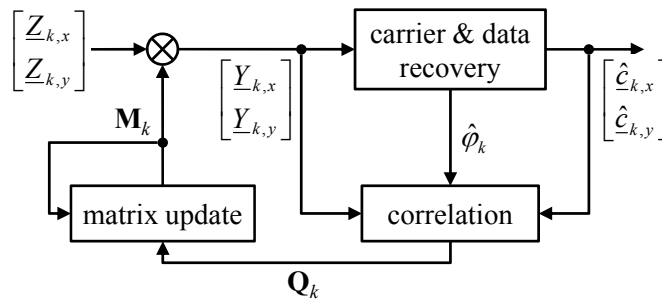 [Z_{k,x} Z_{k,y}]
carrier & data
recovery
[Y_{k,x} Y_{k,y}]
[ĉ_{k,x} ĉ_{k,y}]
M_k
φ̂_k
matrix update
correlation
Q_k